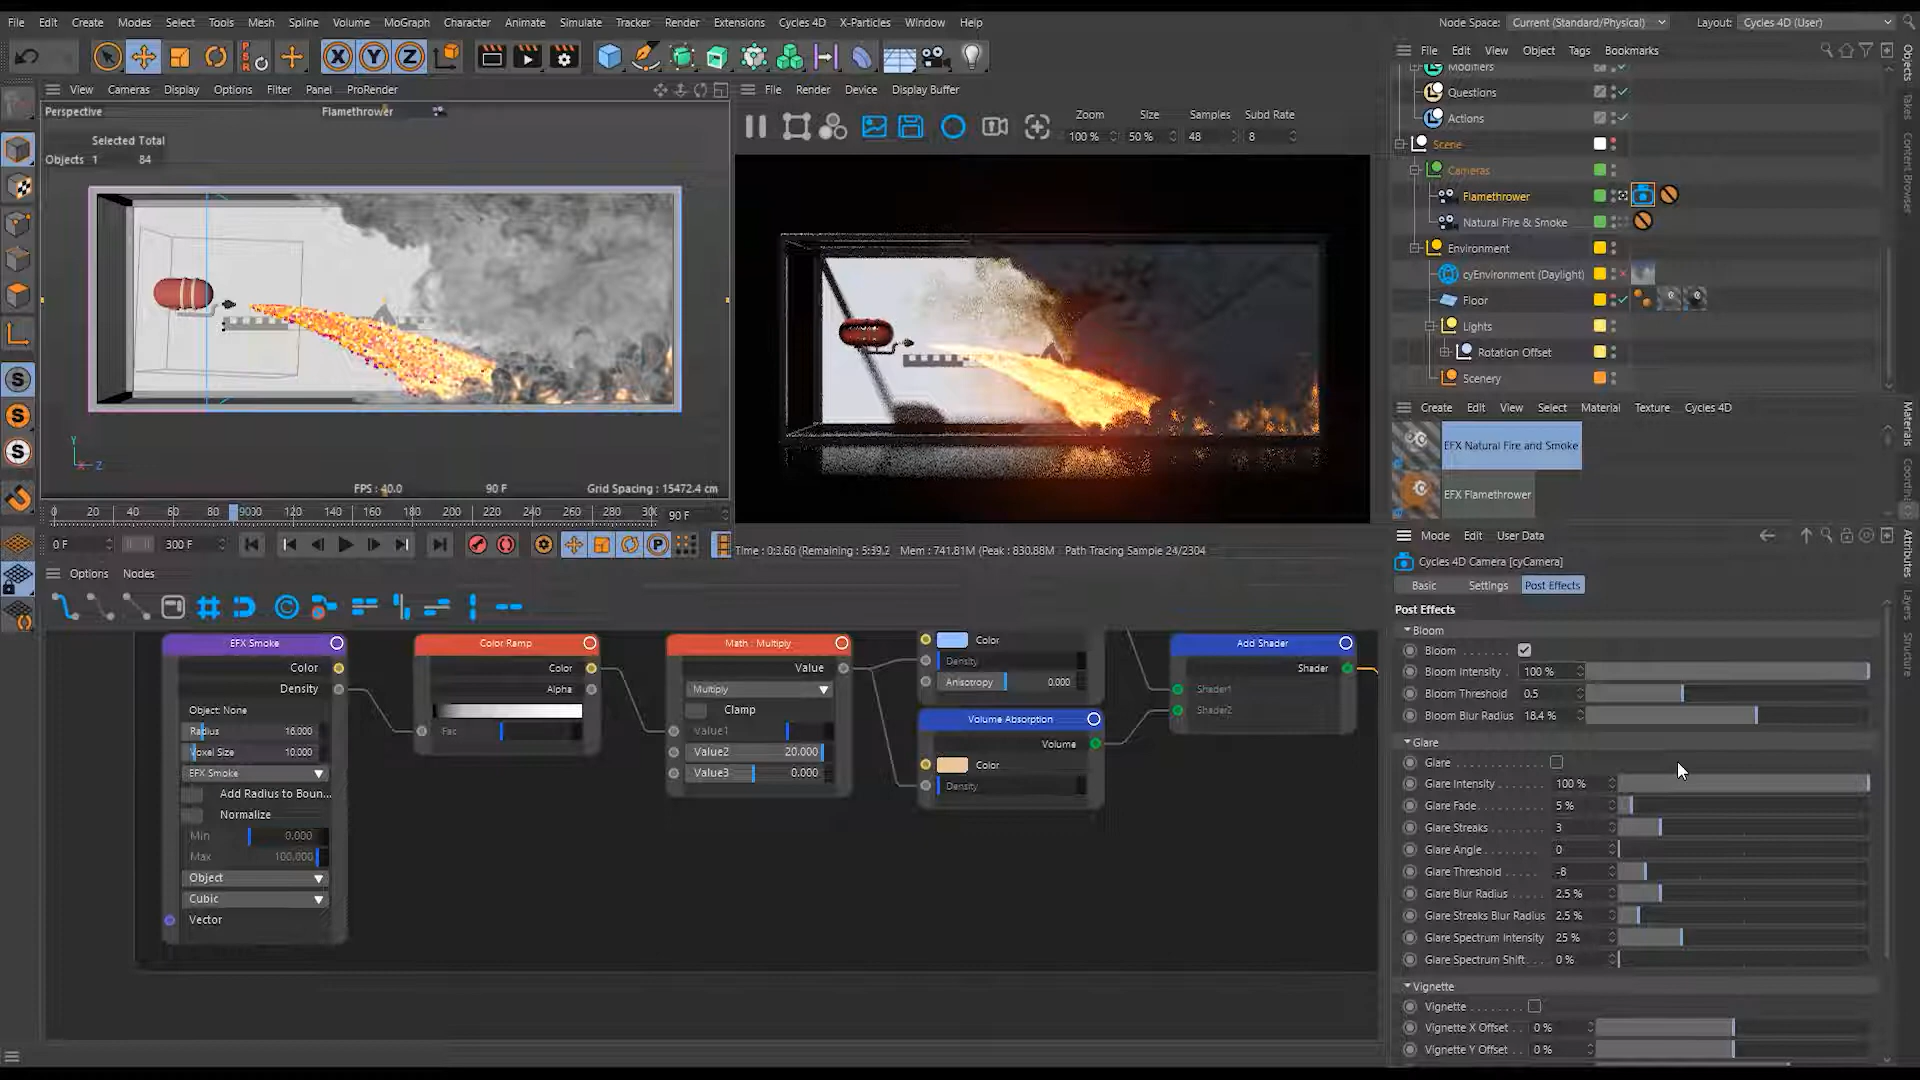 File Edit Create Modes Select Tools Mesh Spline Volume MoGraph Character Animate Simulate Tracker Render Extensions Cycles 4D X-Particles Window Help
Node Space: Current (Standard/Physical) Layout: Cycles 4D (User)
PSR X Y Z
View Cameras Display Options Filter Panel ProRender
Perspective Flamethrower
Selected Total
Objects 1 84
Y
Z
FPS : 40.0 90 F Grid Spacing : 15472.4 cm
File Render Device Display Buffer
Zoom Size Samples Subd Rate
100 % 50 % 48 8
0 20 40 60 80 9000 120 140 160 180 200 220 240 260 280 30 90 F
0 F 300 F
Time : 0:3.60 (Remaining : 5:39.2 Mem : 741.81M (Peak : 830.88M Path Tracing Sample 24/2304
Options Nodes
EFX Smoke
Color
Density
Object: None
Radius 16.000
Voxel Size 10.000
EFX Smoke
Add Radius to Boun...
Normalize
Min 0.000
Max 100.000
Object
Cubic
Vector
Color Ramp
Color
Alpha
Fac
Math : Multiply
Value
Multiply
Clamp
Value1
Value2 20.000
Value3 0.000
Color
Density
Anisotropy 0.000
Volume Absorption
Volume
Color
Density
Add Shader
Shader
Shader1
Shader2
File Edit View Object Tags Bookmarks
Modifiers
Questions
Actions
Scene
Cameras
Flamethrower
Natural Fire & Smoke
Environment
cyEnvironment (Daylight)
Floor
Lights
Rotation Offset
Scenery
Create Edit View Select Material Texture Cycles 4D
EFX Natural Fire and Smoke
EFX Flamethrower
Mode Edit User Data
Cycles 4D Camera [cyCamera]
Basic Settings Post Effects
Post Effects
Bloom
Bloom
Bloom Intensity 100 %
Bloom Threshold 0.5
Bloom Blur Radius 18.4 %
Glare
Glare
Glare Intensity 100 %
Glare Fade 5 %
Glare Streaks 3
Glare Angle 0
Glare Threshold -8
Glare Blur Radius 2.5 %
Glare Streaks Blur Radius 2.5 %
Glare Spectrum Intensity 25 %
Glare Spectrum Shift 0 %
Vignette
Vignette
Vignette X Offset 0 %
Vignette Y Offset 0 %
Objects
Takes
Content Browser
Materials
Attributes
Layers
Structure